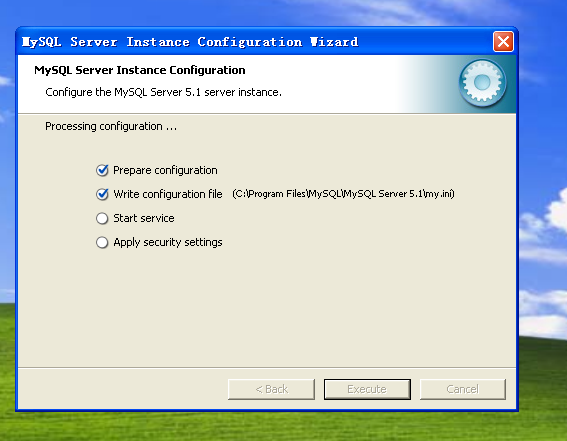 MySQL Server Instance Configuration Wizard
MySQL Server Instance Configuration
Configure the MySQL Server 5.1 server instance.
Processing configuration ...
Prepare configuration
Write configuration file (C:\Program Files\MySQL\MySQL Server 5.1\my.ini)
Start service
Apply security settings
< Back Execute Cancel